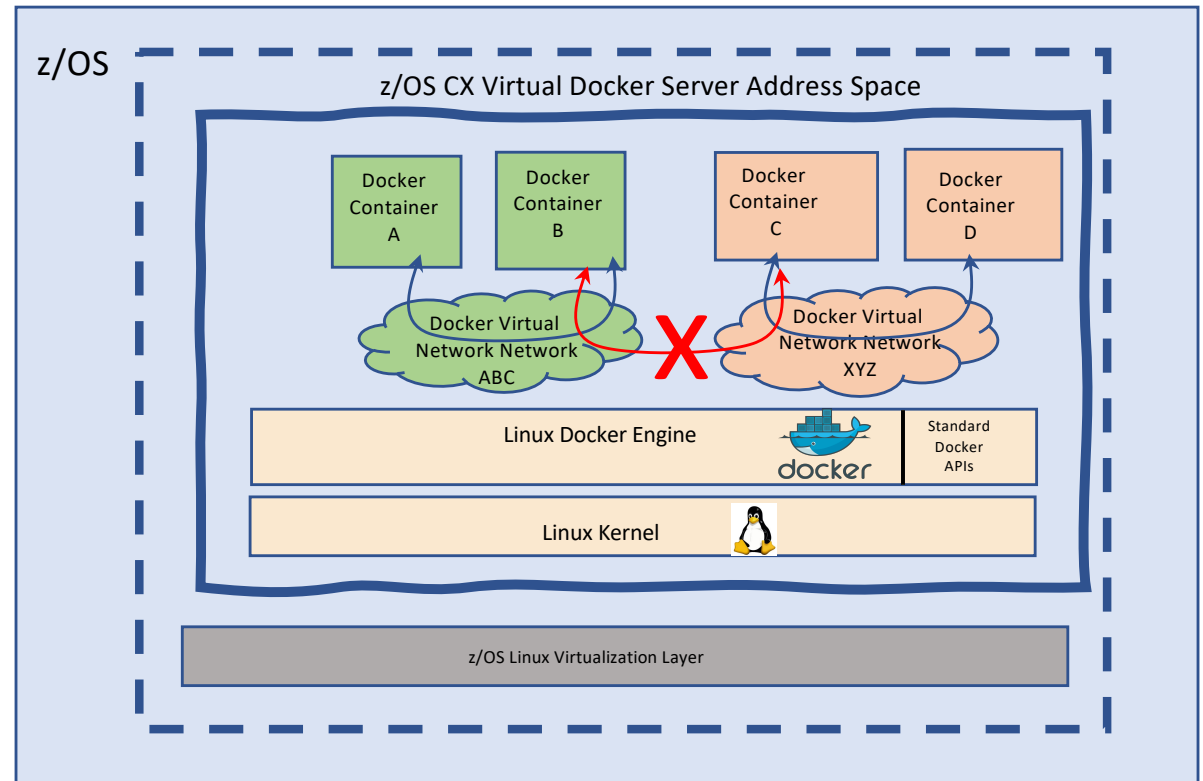 z/OS
z/OS CX Virtual Docker Server Address Space
Docker
Container
A
Docker
Container
B
Docker
Container
C
Docker
Container
D
Docker Virtual
Network Network
ABC
X
Docker Virtual
Network Network
XYZ
Linux Docker Engine
docker
Standard
Docker
APIs
Linux Kernel
z/OS Linux Virtualization Layer